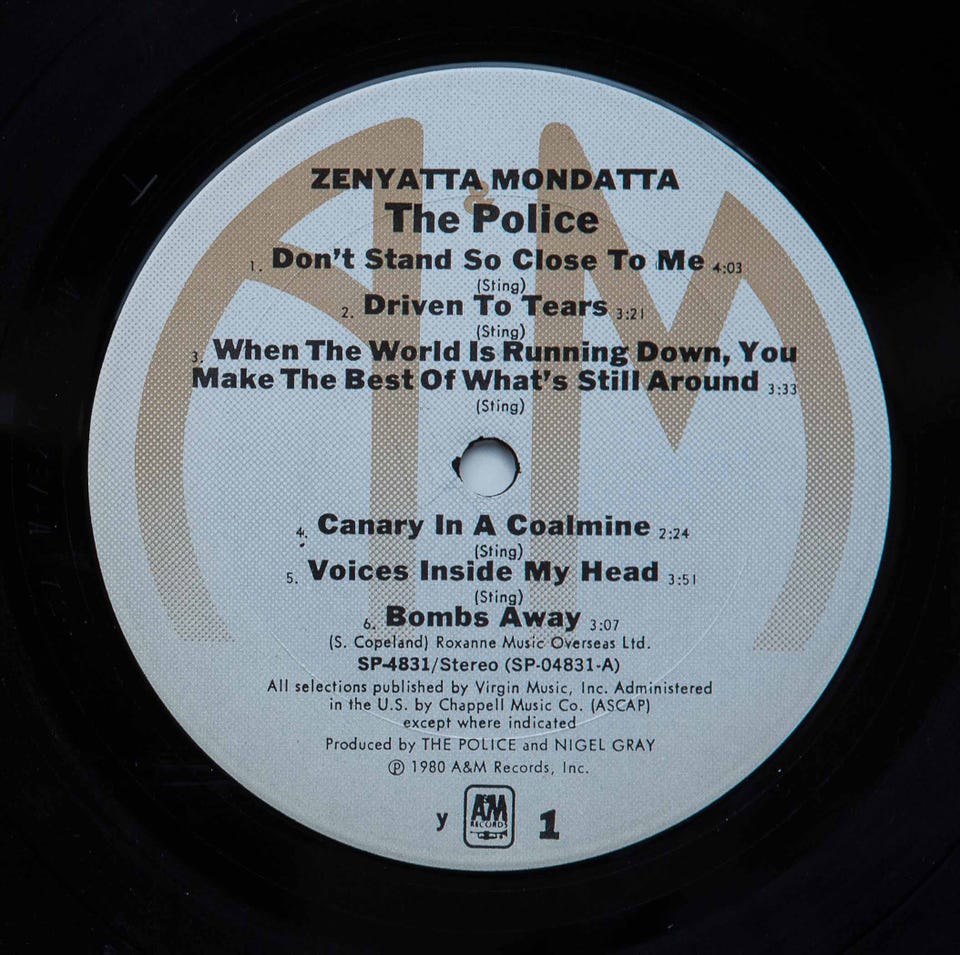 ZENYATTA MONDATTA
The Police
1. Don't Stand So Close To Me 4:03
(Sting)
2. Driven To Tears 3:21
(Sting)
3. When The World Is Running Down, You
Make The Best Of What's Still Around 3:33
(Sting)
4. Canary In A Coalmine 2:24
(Sting)
5. Voices Inside My Head 3:51
(Sting)
6. Bombs Away 3:07
(S. Copeland) Roxanne Music Overseas Ltd.
SP-4831/Stereo (SP-04831-A)
All selections published by Virgin Music, Inc. Administered
in the U.S. by Chappell Music Co. (ASCAP)
except where indicated
Produced by THE POLICE and NIGEL GRAY
℗ 1980 A&M Records, Inc.
y A&M RECORDS 1